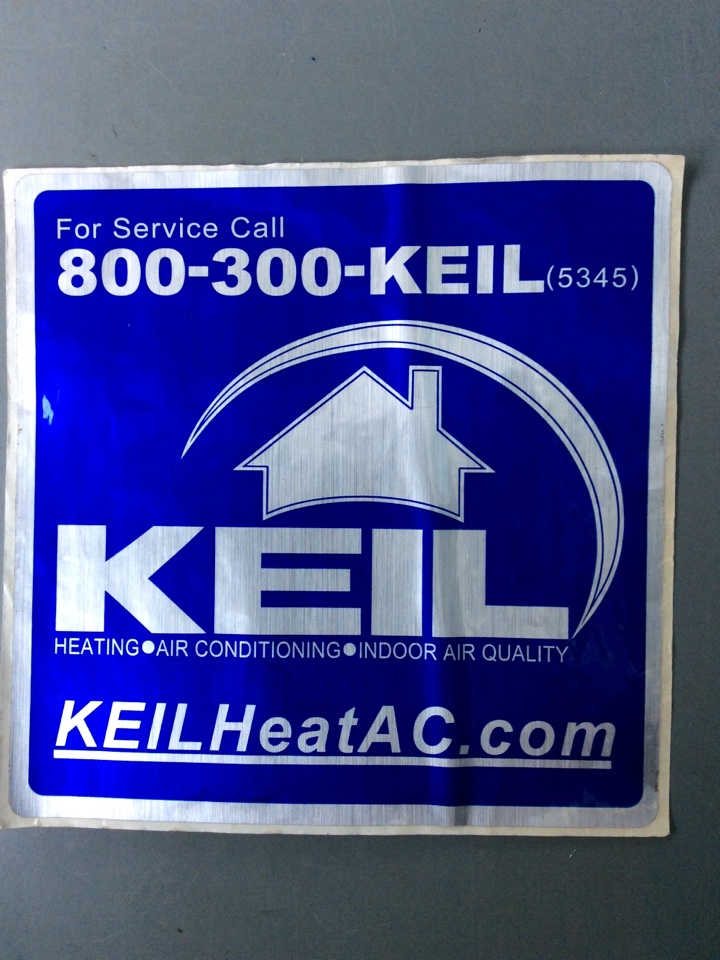 For Service Call
800-300-KEIL(5345)
KEIL
HEATING•AIR CONDITIONING•INDOOR AIR QUALITY
KEILHeatAC.com